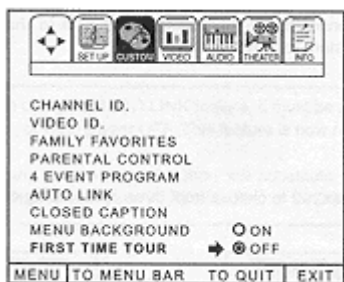 SET UP CUSTOM VIDEO AUDIO THEATER INFO
CHANNEL ID.
VIDEO ID.
FAMILY FAVORITES
PARENTAL CONTROL
4 EVENT PROGRAM
AUTO LINK
CLOSED CAPTION
MENU BACKGROUND ON
FIRST TIME TOUR OFF
MENU TO MENU BAR TO QUIT EXIT